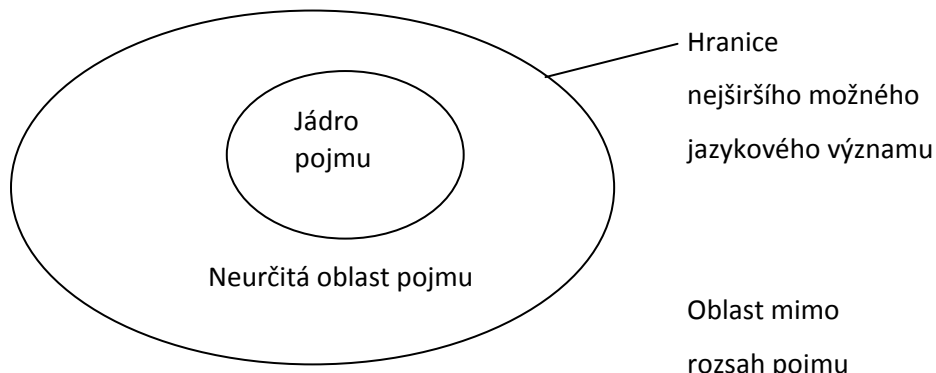 Hranice
nejširšího možného
jazykového významu
Jádro
pojmu
Neurčitá oblast pojmu
Oblast mimo
rozsah pojmu